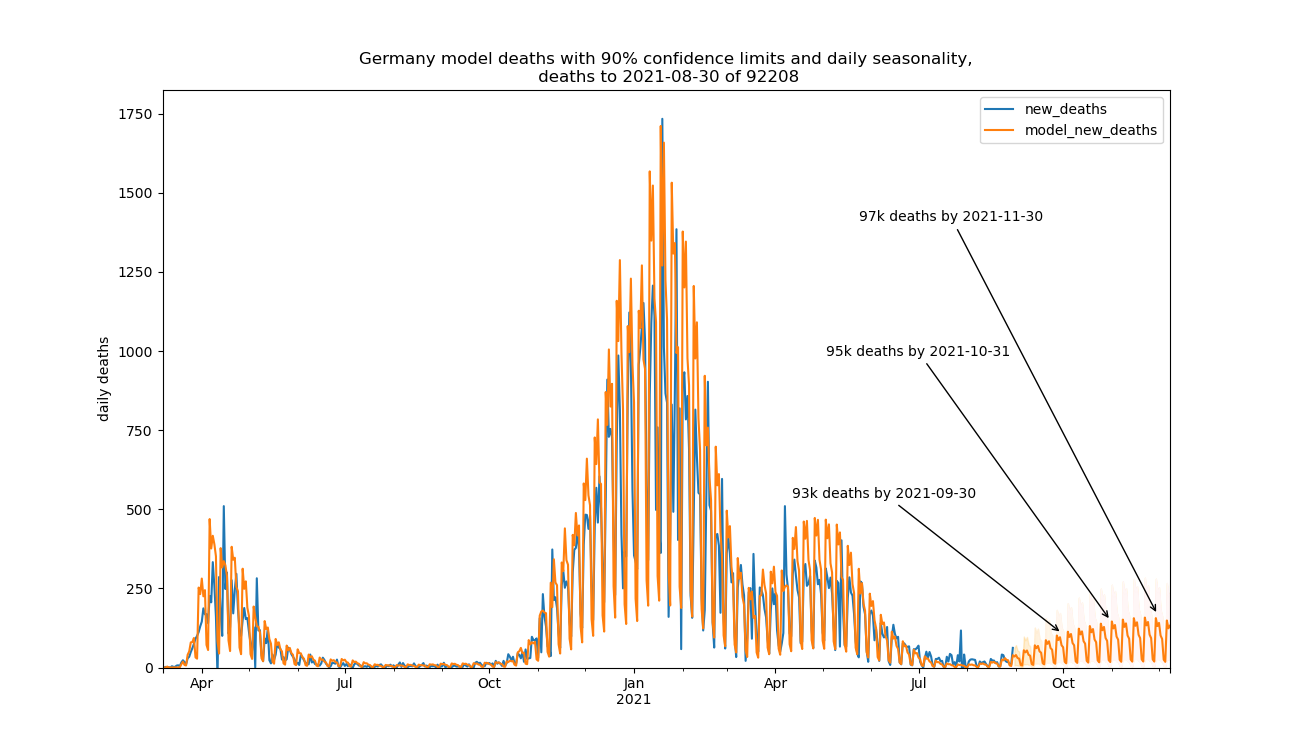 Germany model deaths with 90% confidence limits and daily seasonality,
deaths to 2021-08-30 of 92208
new_deaths
model_new_deaths
daily deaths
1750
1500
1250
1000
750
500
250
0
97k deaths by 2021-11-30
95k deaths by 2021-10-31
93k deaths by 2021-09-30
Apr Jul Oct Jan Apr Jul Oct
2021